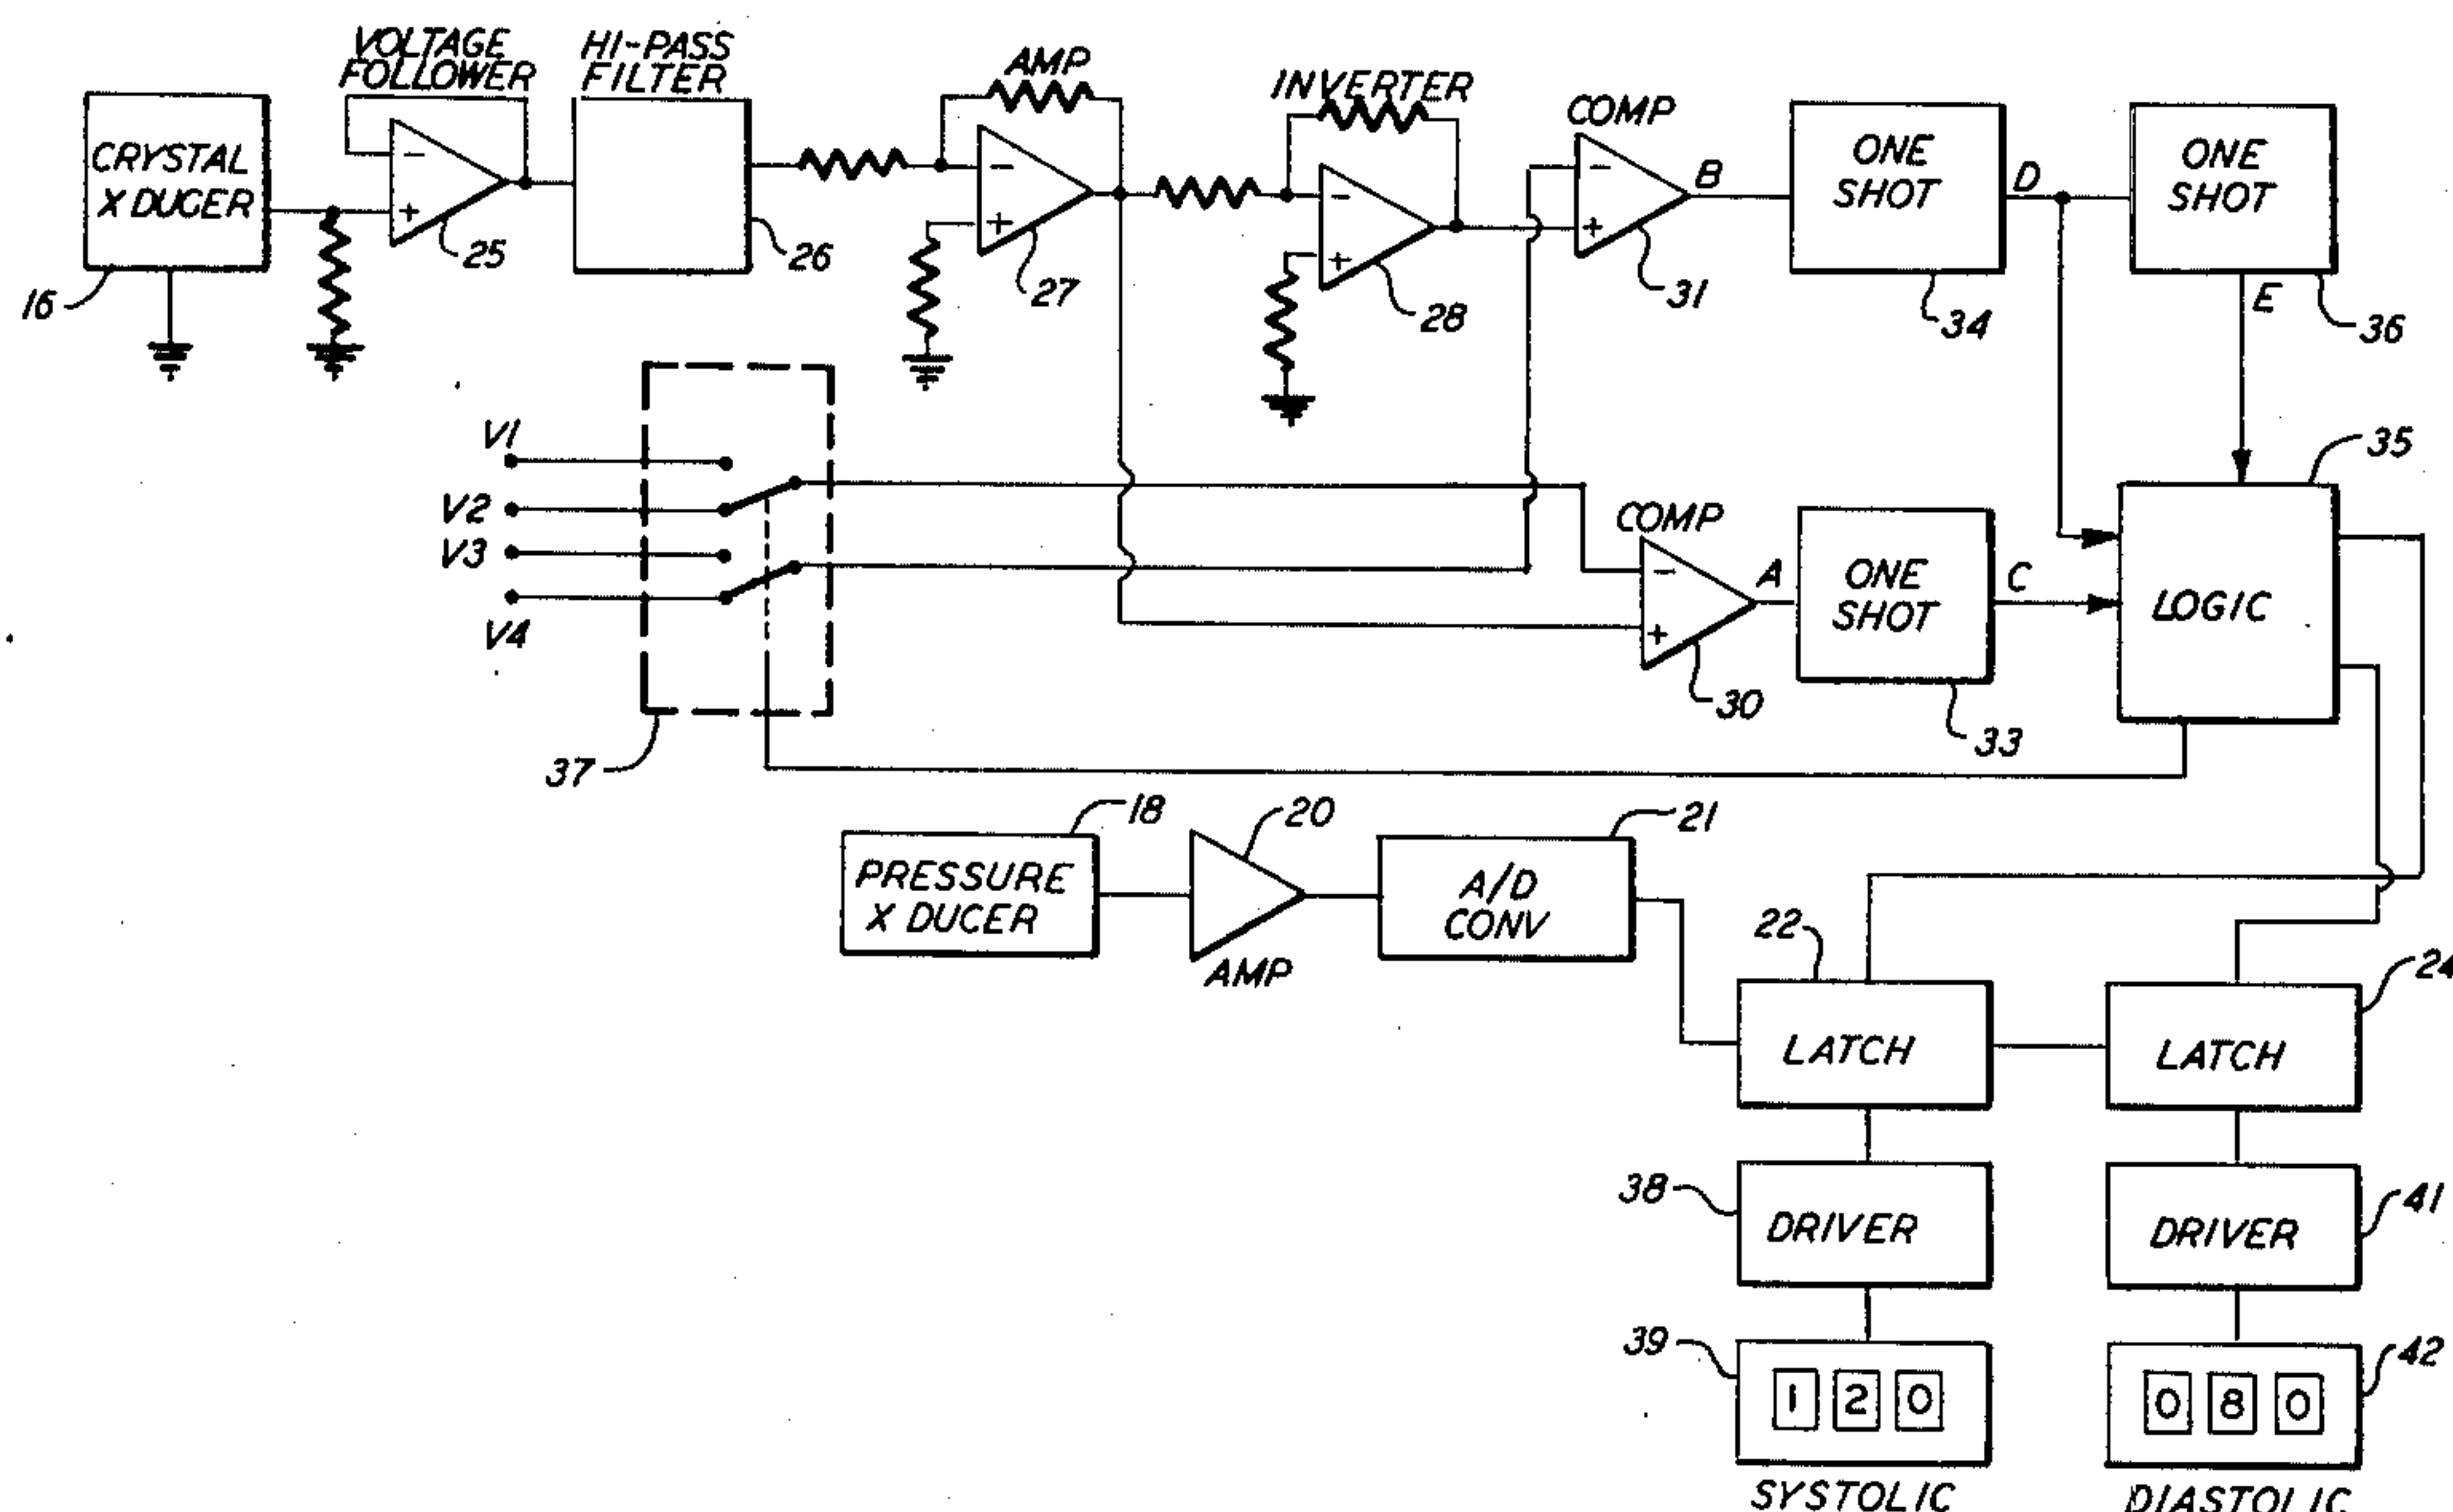 VOLTAGE
FOLLOWER
HI-PASS
FILTER
AMP
INVERTER
COMP
CRYSTAL
X DUCER
16
-
+
25
26
-
+
27
-
+
28
-
+
31
B
ONE
SHOT
34
D
ONE
SHOT
36
E
V1
V2
V3
V4
37
COMP
-
+
30
A
ONE
SHOT
33
C
LOGIC
35
18
PRESSURE
X DUCER
20
AMP
21
A/D
CONV
22
LATCH
24
LATCH
38
DRIVER
41
DRIVER
39
1 2 0
42
0 8 0
SYSTOLIC
DIASTOLIC